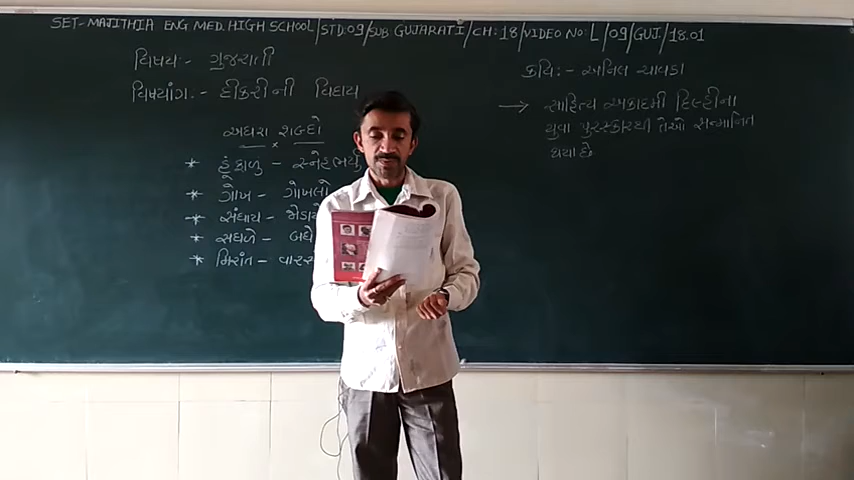 SET-MAJITHIA ENG MED. HIGH SCHOOL/STD:09/SUB: GUJARATI/CH:18/VIDEO NO: L/09/GUJ/18.01
વિષય:- ગુજરાતી
વિષયાંગ:- દીકરીની વિદાય
અઘરા શબ્દો
* હૂંફાળુ - સ્નેહભર્યું
* ગોખ - ગોખલો
* સંધાય -
* સઘળે - બધે
* મિરાંત -
કવિ:- અનિલ ચાવડા
→ સાહિત્ય અકાદમી દિલ્હીના
યુવા પુરસ્કારથી તેઓ સન્માનિત
થયા છે.